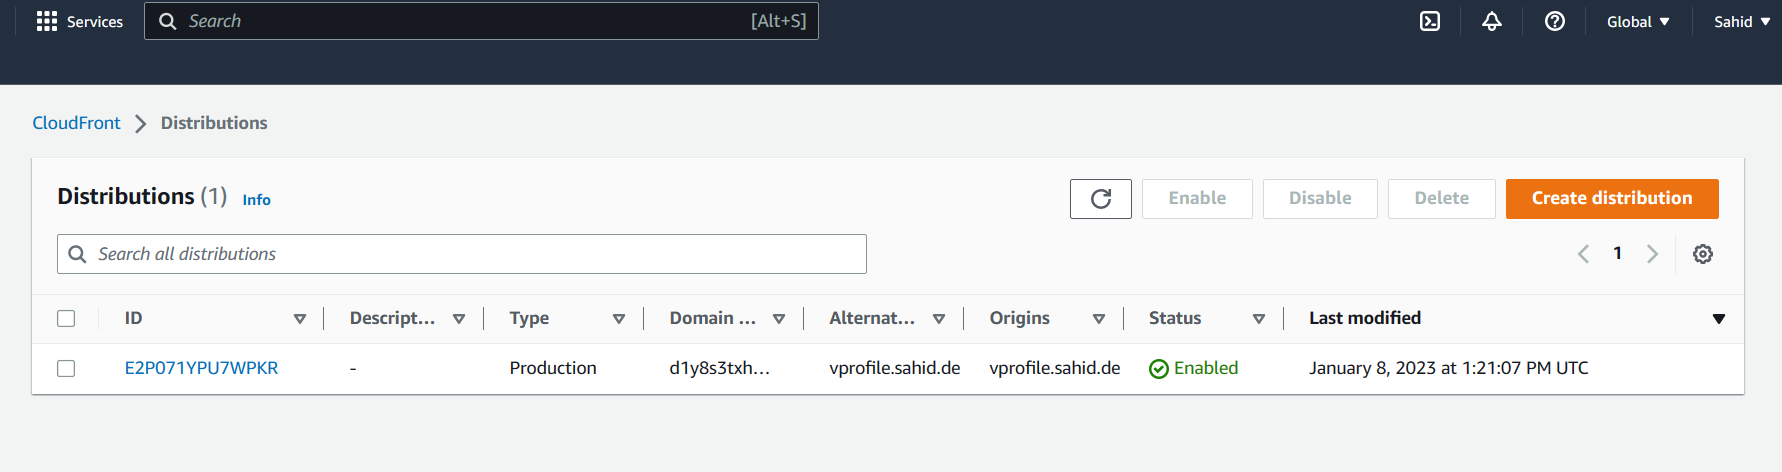 Services Search [Alt+S] Global Sahid
CloudFront Distributions
Distributions (1) Info Enable Disable Delete Create distribution
Search all distributions 1
ID Descript... Type Domain ... Alternat... Origins Status Last modified
E2P071YPU7WPKR - Production d1y8s3txh... vprofile.sahid.de vprofile.sahid.de Enabled January 8, 2023 at 1:21:07 PM UTC